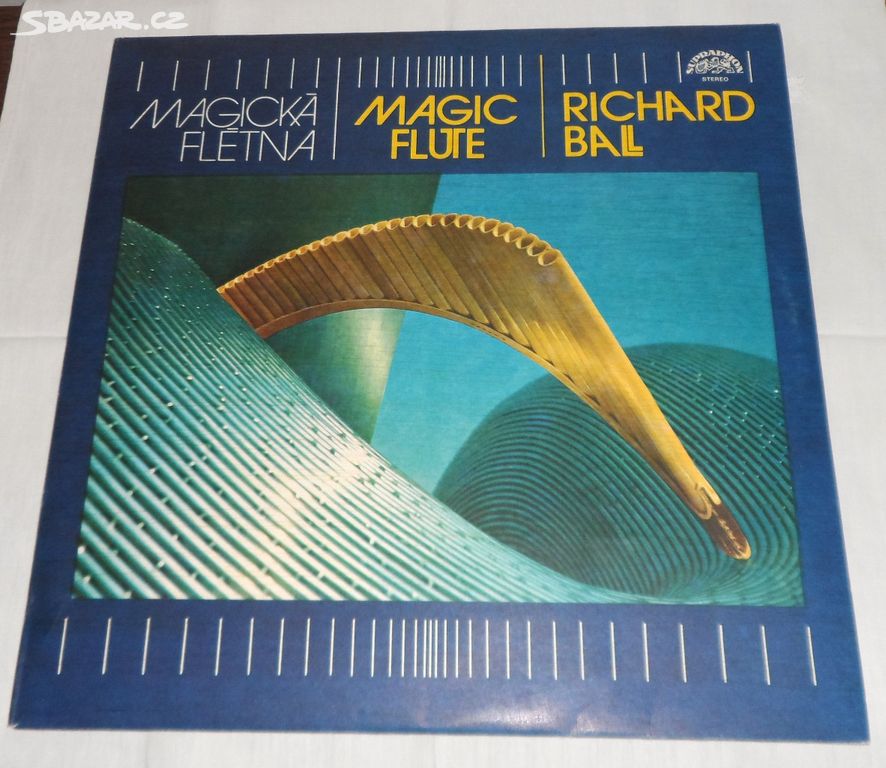 SBAZAR.CZ
MAGICKÁ
FLÉTNA
MAGIC
FLUTE
RICHARD
BALL
SUPRAPHON
STEREO